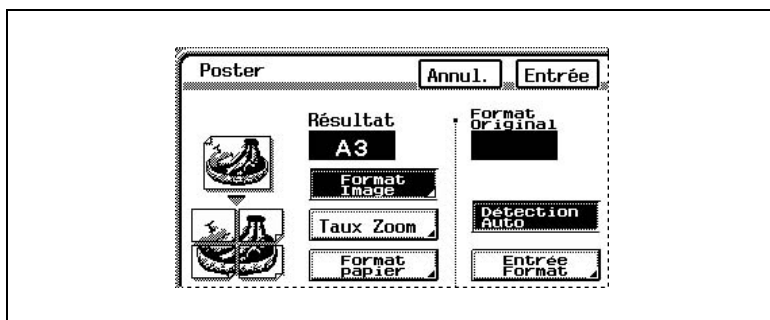 Poster
Annul.
Entrée
Résultat
A3
Format
Image
Taux Zoom
Format
papier
Format
Original
Détection
Auto
Entrée
Format